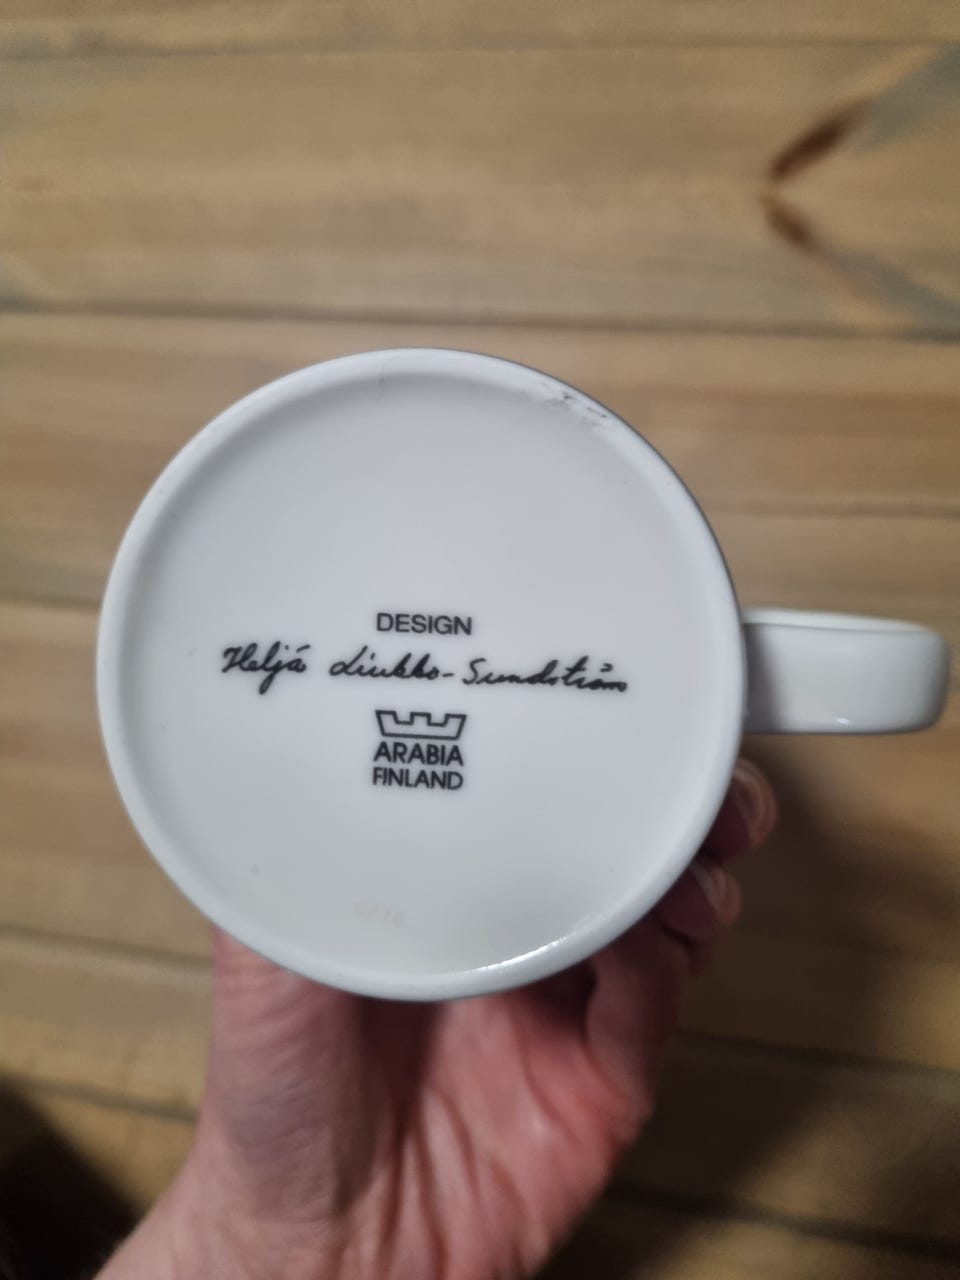 DESIGN
Heljä Liukko-Sundström
ARABIA
FINLAND